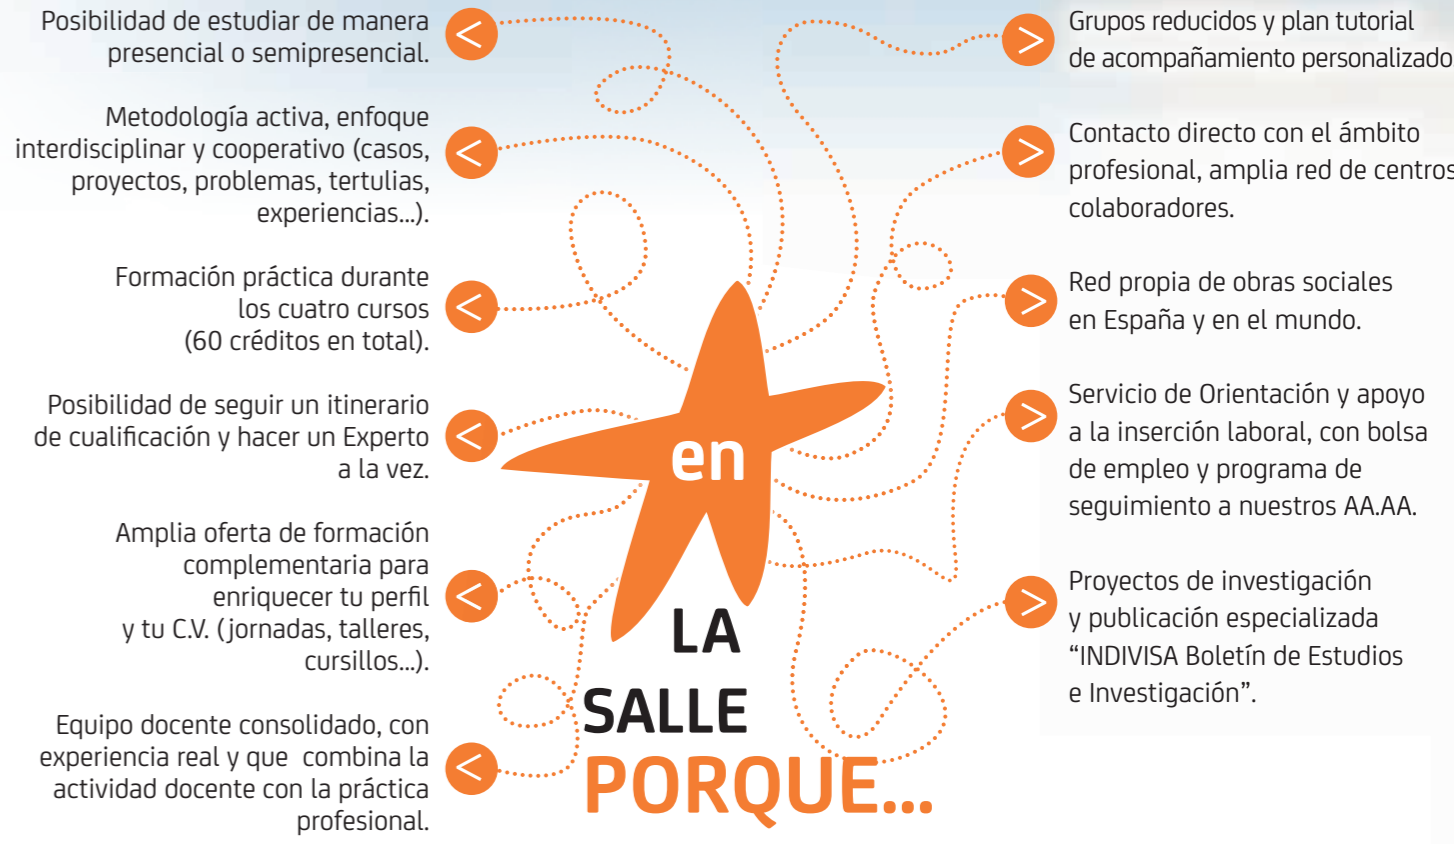 Posibilidad de estudiar de manera
presencial o semipresencial.
Metodología activa, enfoque
interdisciplinar y cooperativo (casos,
proyectos, problemas, tertulias,
experiencias...).
Formación práctica durante
los cuatro cursos
(60 créditos en total).
Posibilidad de seguir un itinerario
de cualificación y hacer un Experto
a la vez.
Amplia oferta de formación
complementaria para
enriquecer tu perfil
y tu C.V. (jornadas, talleres,
cursillos...).
Equipo docente consolidado, con
experiencia real y que combina la
actividad docente con la práctica
profesional.
en
LA
SALLE
PORQUE...
Grupos reducidos y plan tutorial
de acompañamiento personalizado
Contacto directo con el ámbito
profesional, amplia red de centros
colaboradores.
Red propia de obras sociales
en España y en el mundo.
Servicio de Orientación y apoyo
a la inserción laboral, con bolsa
de empleo y programa de
seguimiento a nuestros AA.AA.
Proyectos de investigación
y publicación especializada
“INDIVISA Boletín de Estudios
e Investigación”.